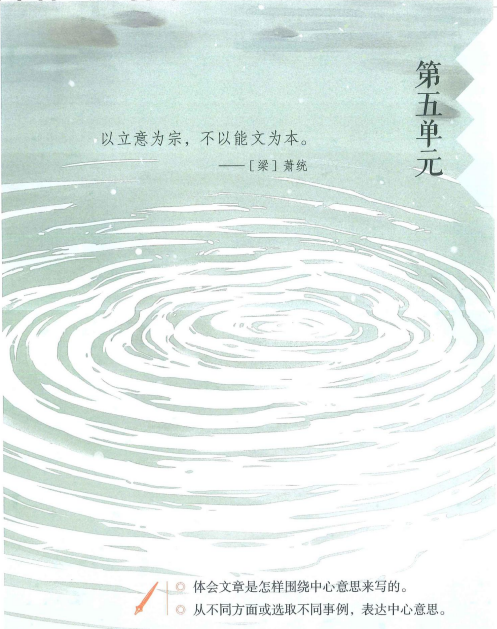 第五单元
以立意为宗，不以能文为本。
——［梁］萧统
体会文章是怎样围绕中心意思来写的。
从不同方面或选取不同事例，表达中心意思。